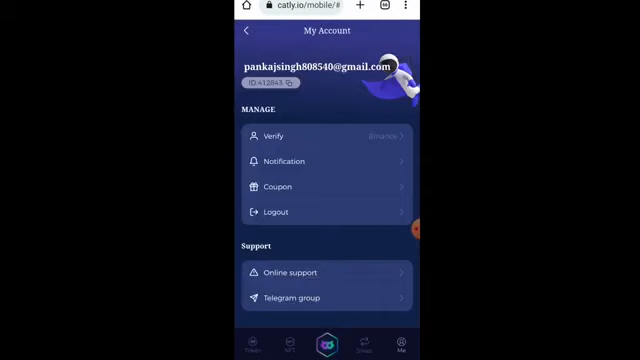 catly.io/mobile/#
66
My Account
pankajsingh808540@gmail.com
ID:412843
MANAGE
Verify
Binance
Notification
Coupon
Logout
Support
Online support
Telegram group
Token
NFT
Swap
Me